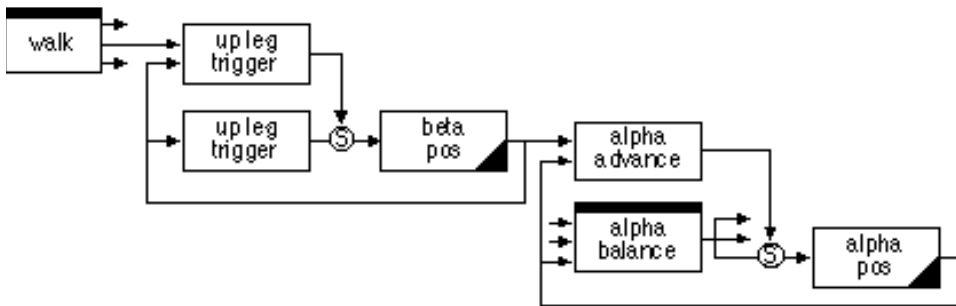 walk
up leg
trigger
up leg
trigger
S
beta
pos
alpha
advance
alpha
balance
S
alpha
pos